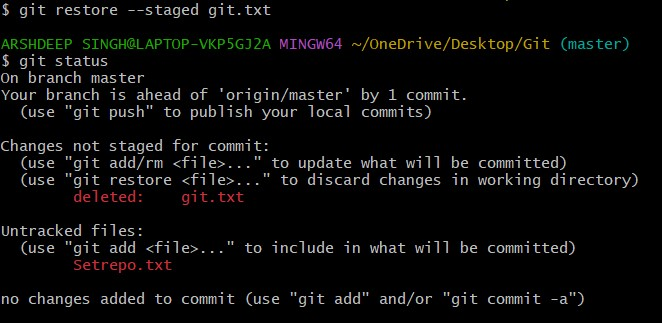 $ git restore --staged git.txt
ARSHDEEP SINGH@LAPTOP-VKP5GJ2A MINGW64 ~/OneDrive/Desktop/Git (master)
$ git status
On branch master
Your branch is ahead of 'origin/master' by 1 commit.
  (use "git push" to publish your local commits)
Changes not staged for commit:
  (use "git add/rm <file>..." to update what will be committed)
  (use "git restore <file>..." to discard changes in working directory)
        deleted:    git.txt
Untracked files:
  (use "git add <file>..." to include in what will be committed)
        Setrepo.txt
no changes added to commit (use "git add" and/or "git commit -a")